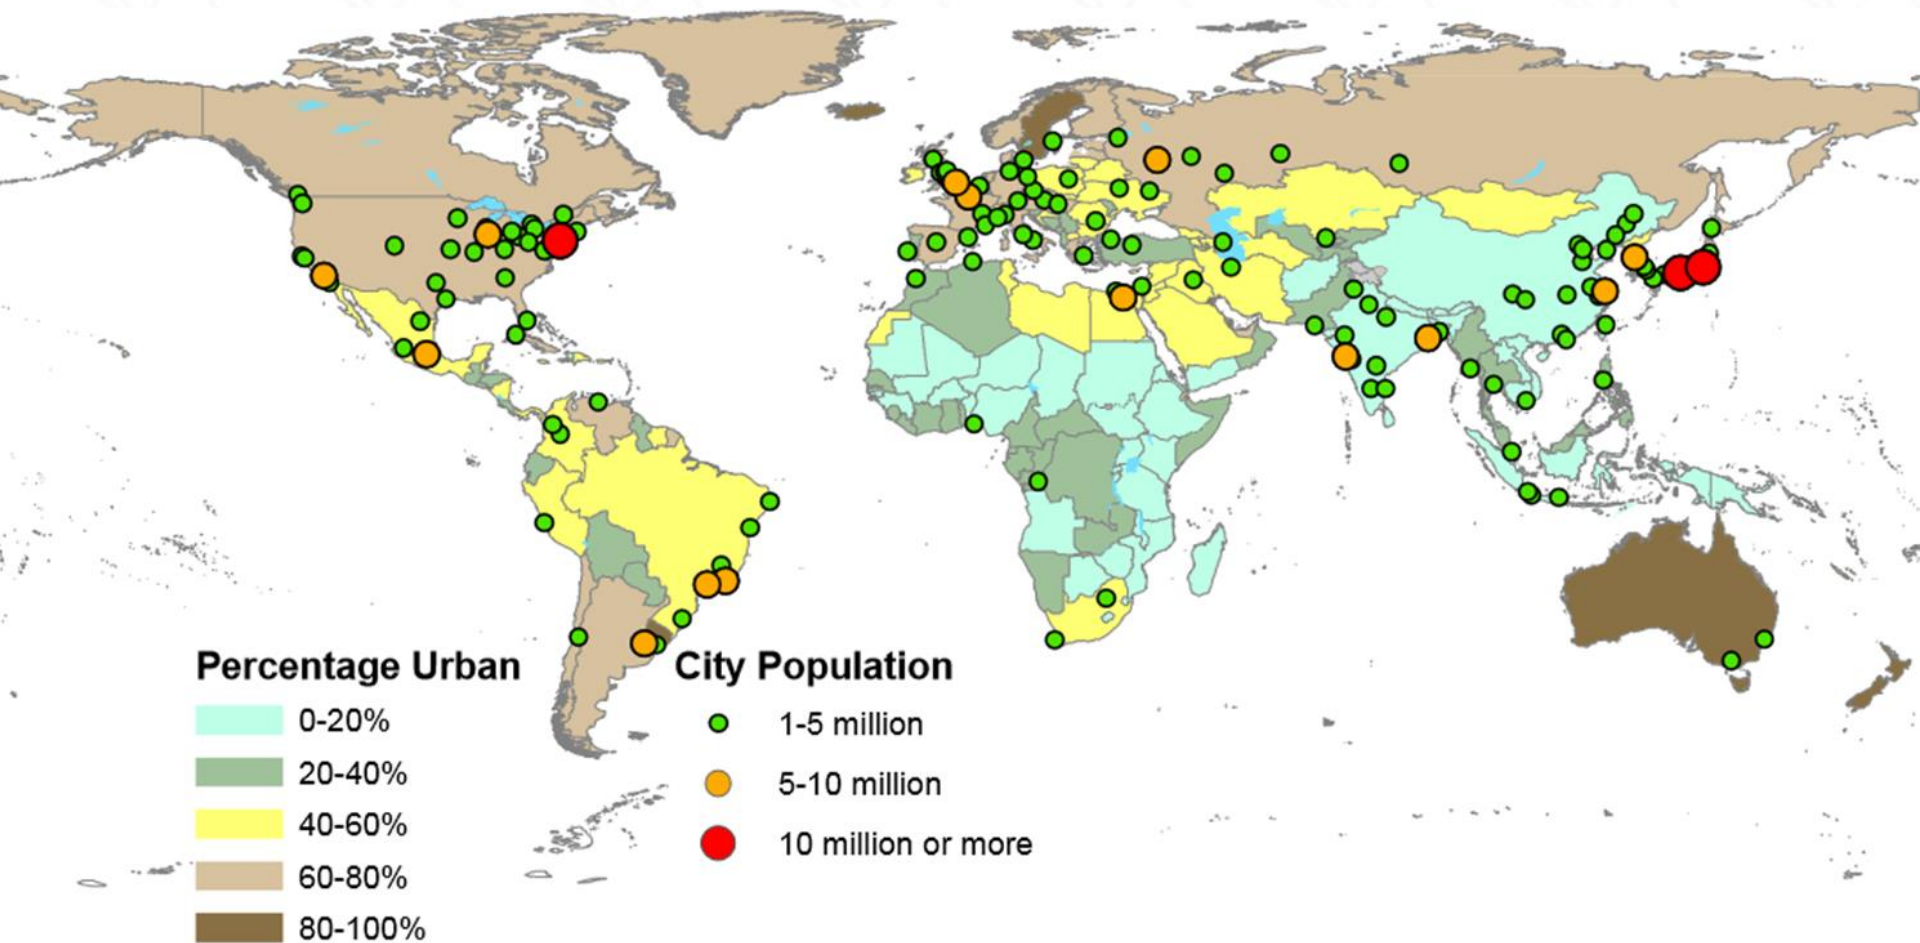 Percentage Urban
0-20%
20-40%
40-60%
60-80%
80-100%
City Population
1-5 million
5-10 million
10 million or more